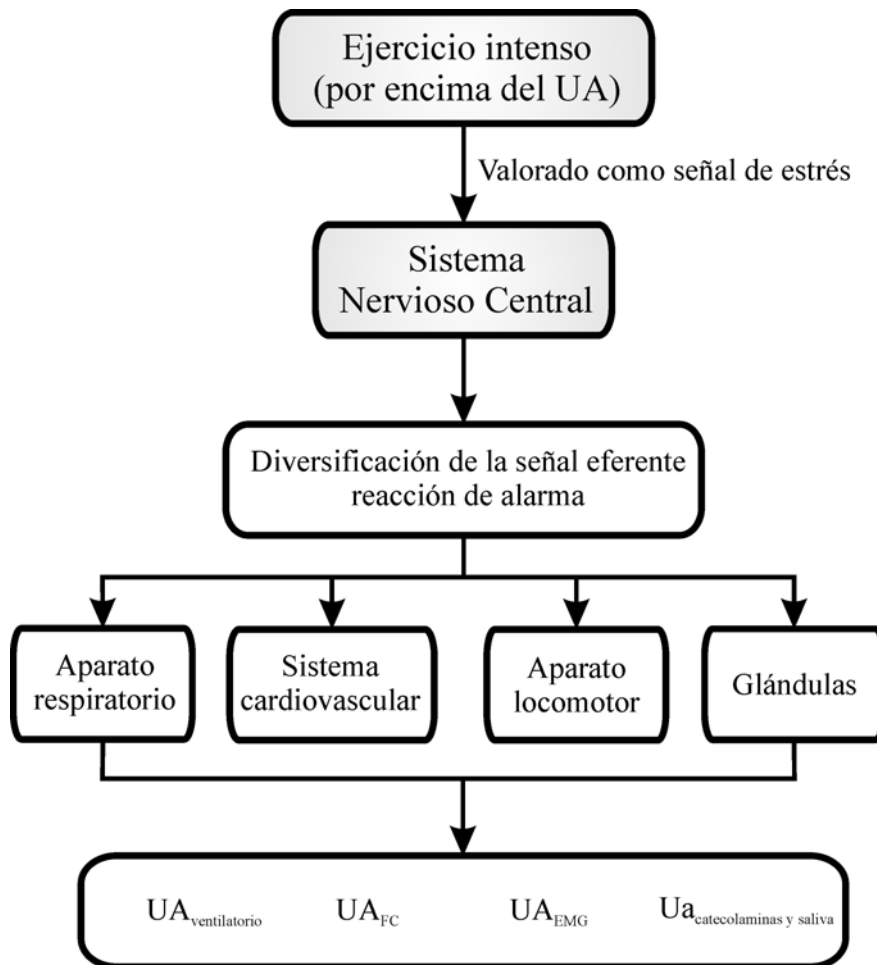 Ejercicio intenso
(por encima del UA)
Valorado como señal de estrés
Sistema
Nervioso Central
Diversificación de la señal eferente
reacción de alarma
Aparato
respiratorio
Sistema
cardiovascular
Aparato
locomotor
Glándulas
UAventilatorio
UAFC
UAEMG
Uacatecolaminas y saliva